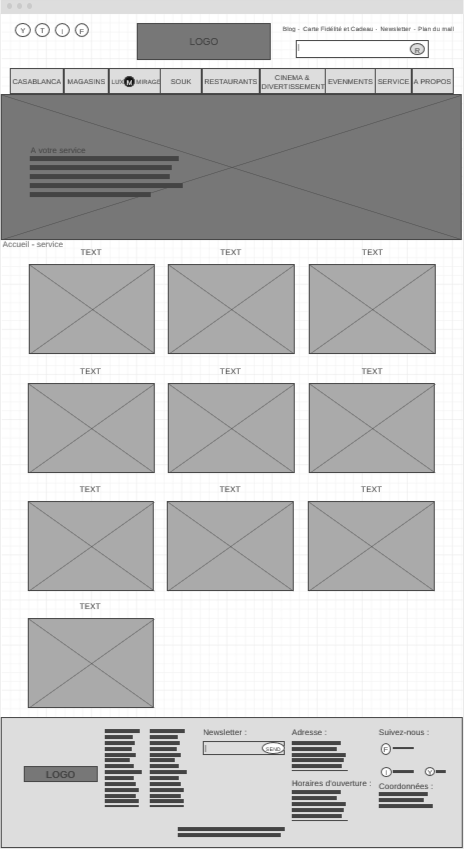 Y T i F
LOGO
Blog - Carte Fidélité et Cadeau - Newsletter - Plan du mail
R
CASABLANCA MAGASINS LUX M MIRAGE SOUK RESTAURANTS CINEMA & DIVERTISSEMENT EVENMENTS SERVICE A PROPOS
A votre service
Accueil - service
TEXT TEXT TEXT
TEXT TEXT TEXT
TEXT TEXT TEXT
TEXT
LOGO
Newsletter :
SEND
Adresse :
Horaires d'ouverture :
Suivez-nous :
F
I Y
Coordonnées :